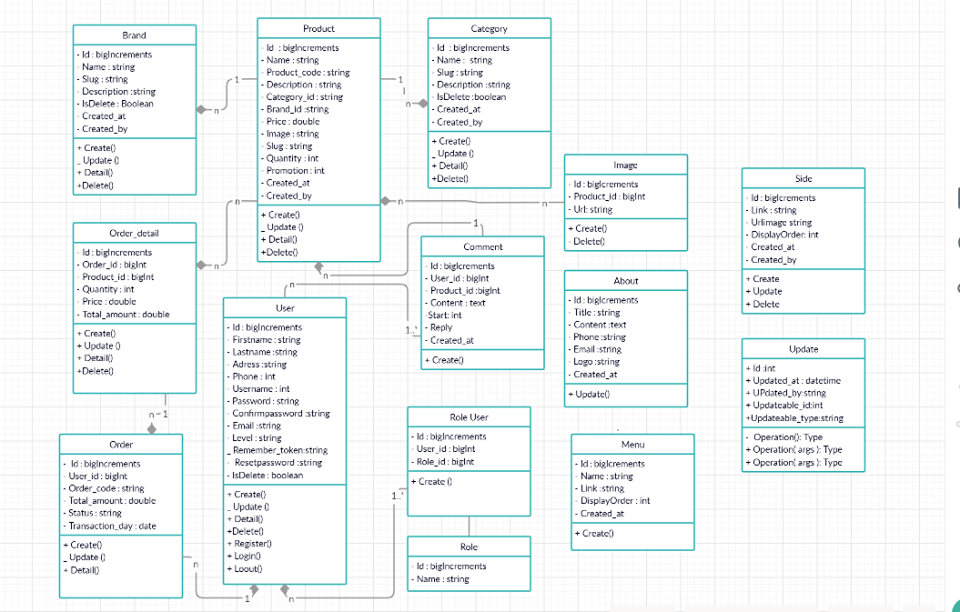 Brand
- Id : bigIncrements
- Name : string
- Slug : string
- Description :string
- IsDelete : Boolean
- Created_at
- Created_by
+ Create()
_ Update ()
+ Detail()
+Delete()
Product
- Id : bigIncrements
- Name : string
- Product_code : string
- Description : string
- Category_id : string
- Brand_id :string
- Price : double
- Image : string
- Slug : string
- Quantity : int
- Promotion : int
- Created_at
- Created_by
+ Create()
_ Update ()
+ Detail()
+Delete()
Category
- Id : bigIncrements
- Name : string
- Slug : string
- Description :string
- IsDelete :boolean
- Created_at
- Created_by
+ Create()
_ Update ()
+ Detail()
+Delete()
1
n
1
n
Image
- Id : bigIcrements
- Product_id : bigInt
- Url: string
+ Create()
- Delete()
n
n
Side
- Id : bigIcrements
- Link : string
- Urlimage string
- DisplayOrder: int
- Created_at
- Created_by
+ Create
+ Update
+ Delete
Order_detail
- Id : bigIncrements
- Order_id : bigInt
- Product_id : bigInt
- Quantity : int
- Price : double
- Total_amount : double
+ Create()
+ Update ()
+ Detail()
+Delete()
n
n
Comment
- Id : bigIcrements
- User_id : bigInt
- Product_id :bigInt
- Content : text
Start: int
- Reply
- Created_at
+ Create()
1
n
n
1..*
About
- Id : bigIcrements
- Title : string
- Content :text
- Phone :string
- Email :string
- Logo :string
- Created_at
+ Update()
User
- Id : bigIncrements
- Firstname : string
- Lastname :string
- Adress :string
- Phone : int
- Username : int
- Password : string
- Confirmpassword :string
- Email :string
- Level : string
_ Remember_token:string
- Resetpassword :string
- IsDelete : boolean
+ Create()
_ Update ()
+ Detail()
+Delete()
+ Register()
+ Login()
+ Loout()
Update
+ Id :int
+ Updated_at : datetime
+ UPdated_by:string
+ Updateable_id:int
+Updateable_type:string
- Operation(): Type
+ Operation( args ): Type
+ Operation( args ): Type
n-1
Order
- Id : bigIncrements
- User_id : bigInt
- Order_code : string
- Total_amount : double
- Status : string
- Transaction_day : date
+ Create()
_ Update ()
+ Detail()
n
1
Role User
- Id : bigIncrements
- User_id : bigInt
- Role_id : bigInt
+ Create ()
1..*
n
Menu
- Id : bigIcrements
- Name : string
- Link :string
- DisplayOrder : int
- Created_at
+ Create()
Role
- Id : bigIncrements
- Name : string